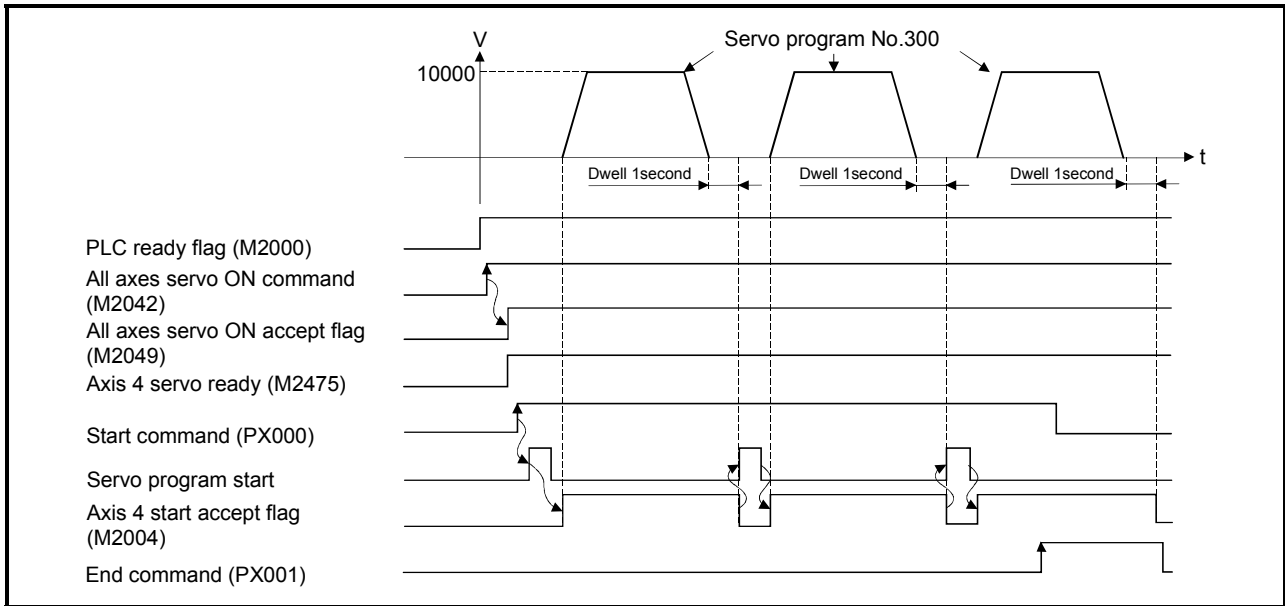 V
Servo program No.300
10000
t
Dwell 1second
Dwell 1second
Dwell 1second
PLC ready flag (M2000)
All axes servo ON command
(M2042)
All axes servo ON accept flag
(M2049)
Axis 4 servo ready (M2475)
Start command (PX000)
Servo program start
Axis 4 start accept flag
(M2004)
End command (PX001)